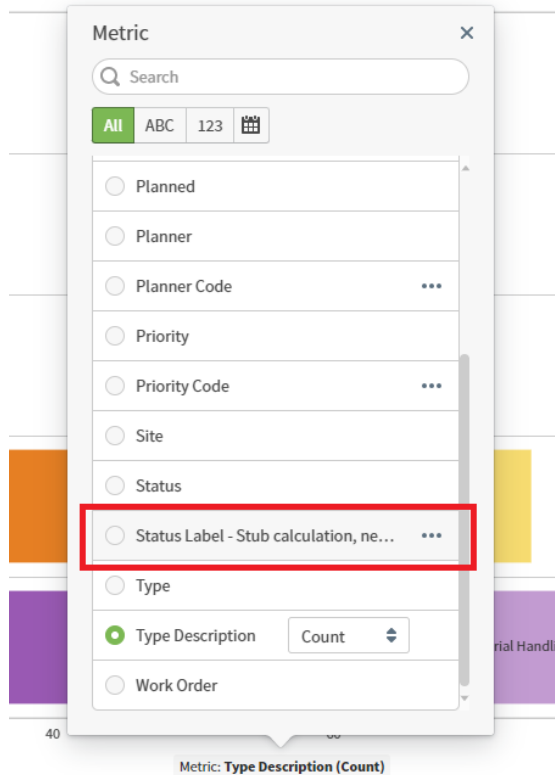 Metric
Search
All ABC 123
Planned
Planner
Planner Code
Priority
Priority Code
Site
Status
Status Label - Stub calculation, ne...
Type
Type Description Count
Work Order
rial Handli
40
Metric: Type Description (Count)